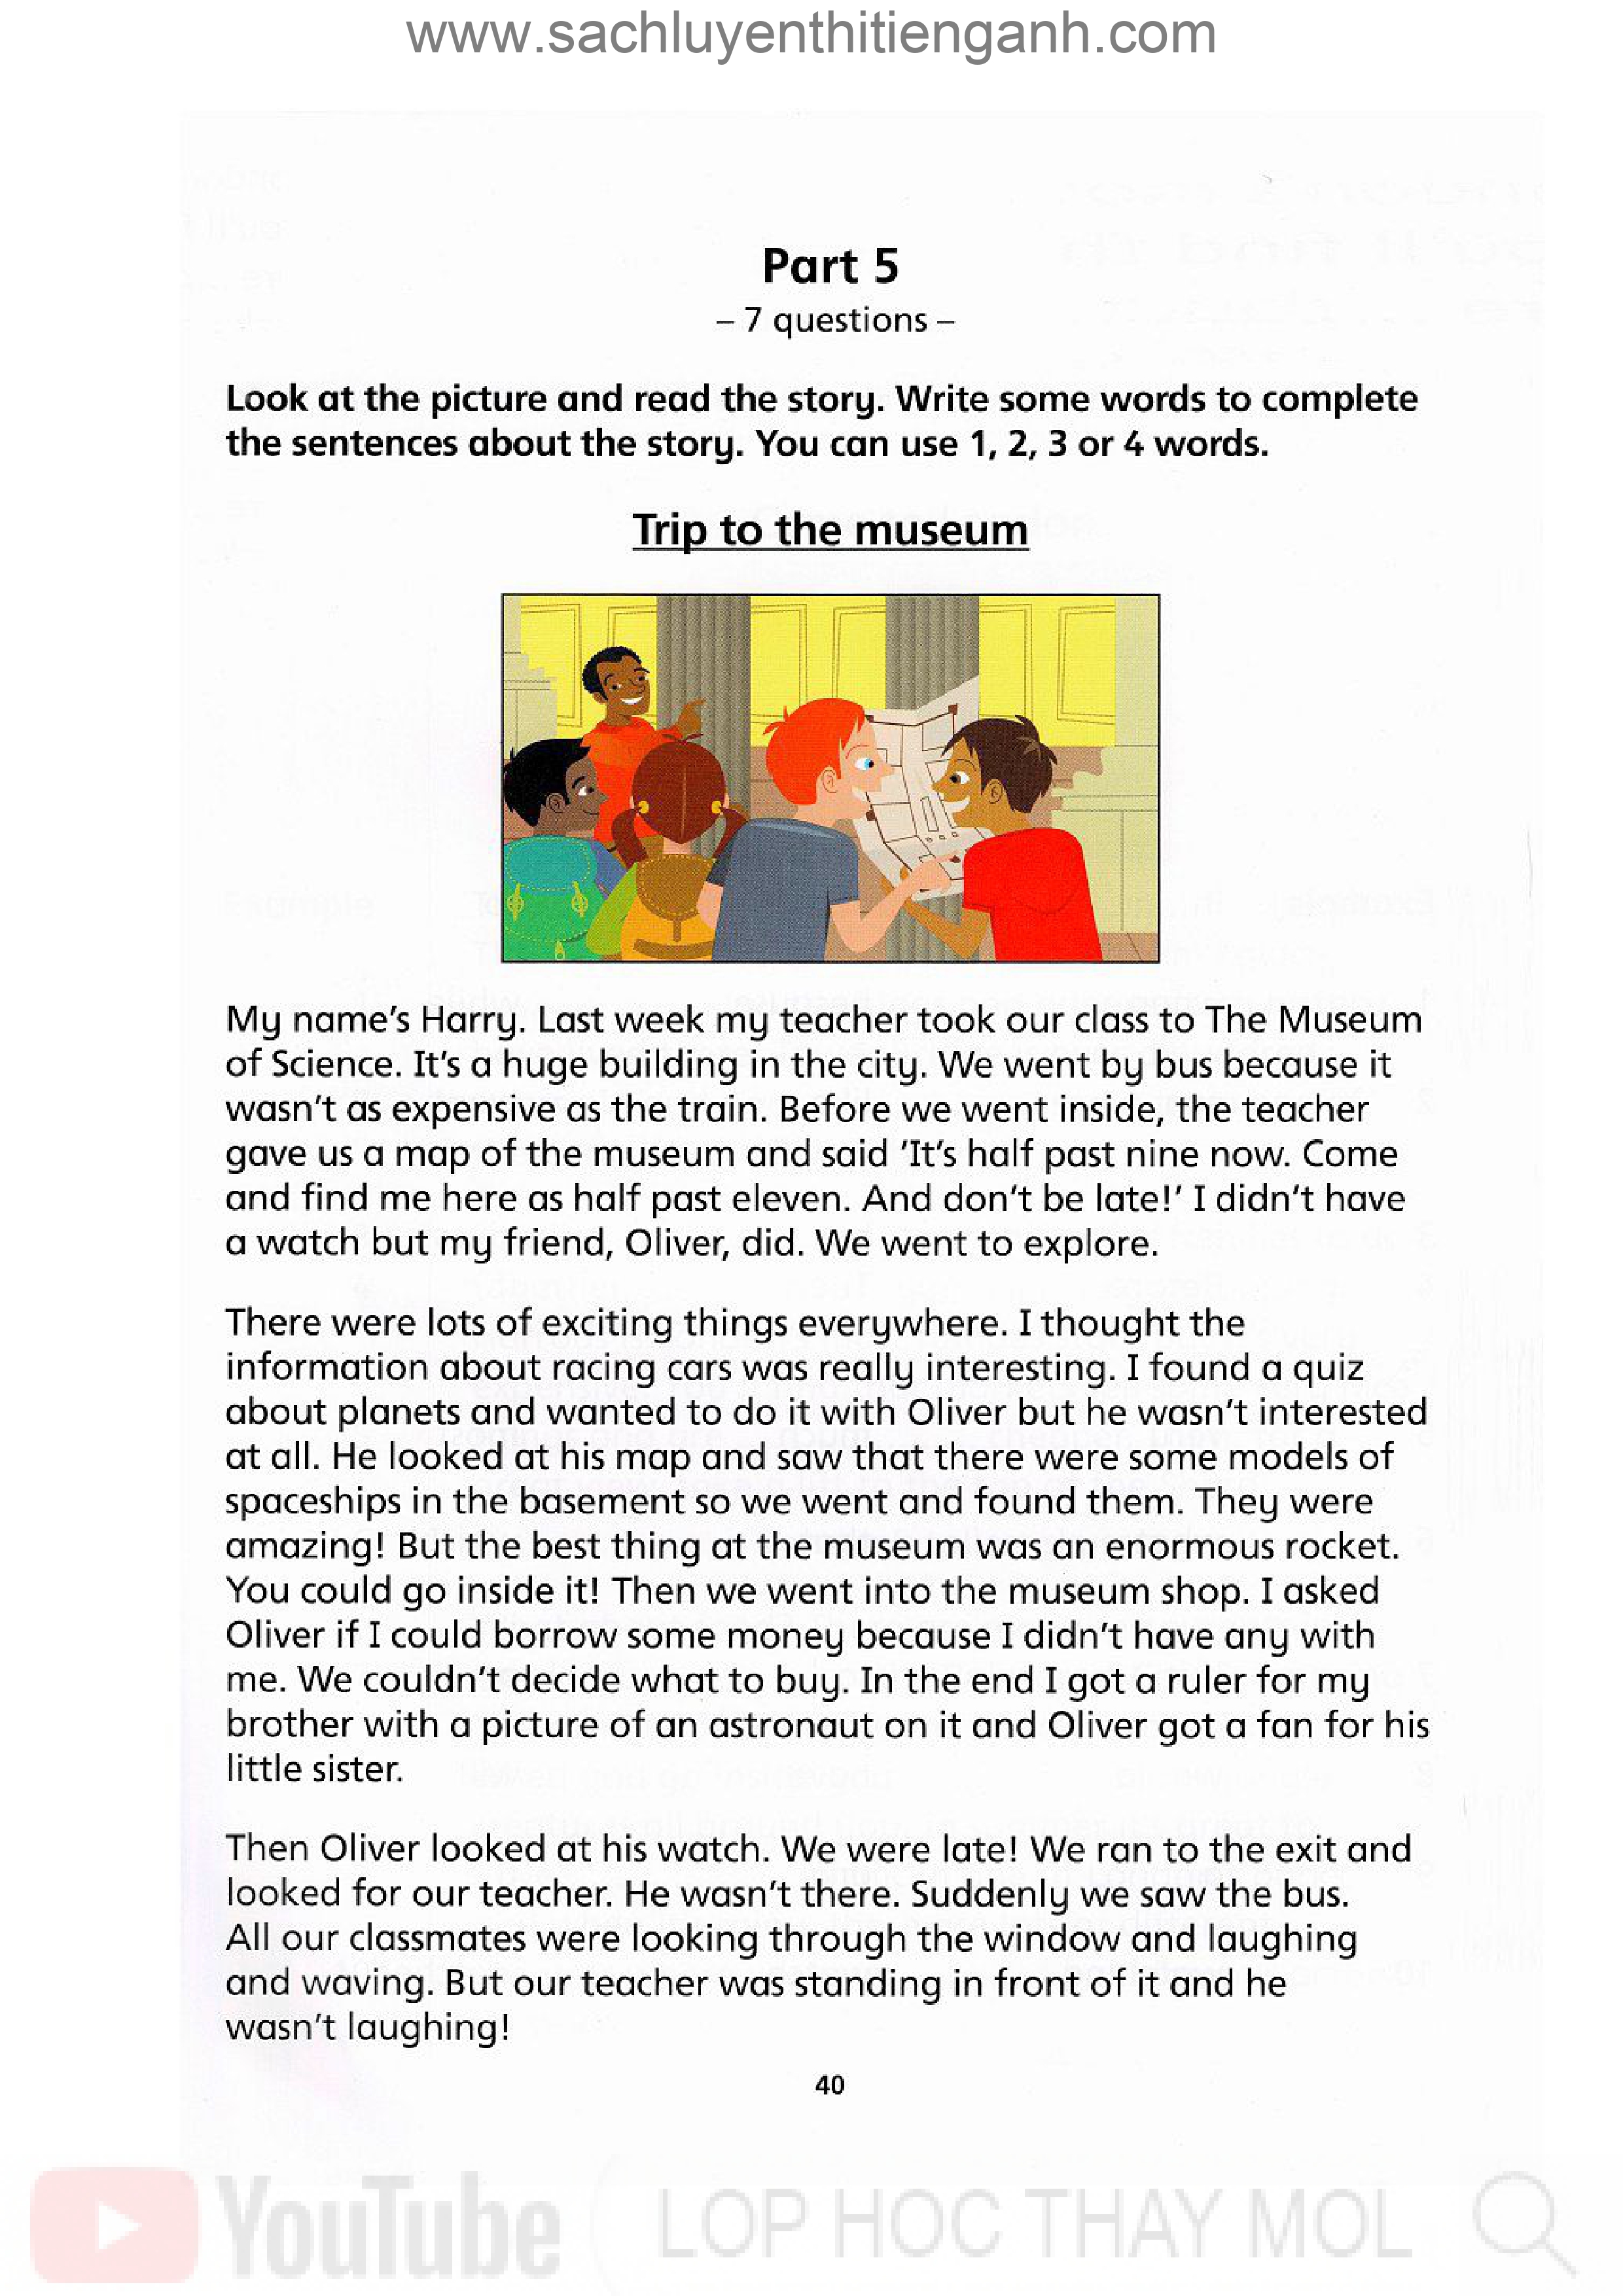 www.sachluyenthitienganh.com
Part 5
– 7 questions –
Look at the picture and read the story. Write some words to complete
the sentences about the story. You can use 1, 2, 3 or 4 words.
Trip to the museum
My name's Harry. Last week my teacher took our class to The Museum
of Science. It's a huge building in the city. We went by bus because it
wasn't as expensive as the train. Before we went inside, the teacher
gave us a map of the museum and said 'It's half past nine now. Come
and find me here as half past eleven. And don't be late!' I didn't have
a watch but my friend, Oliver, did. We went to explore.
There were lots of exciting things everywhere. I thought the
information about racing cars was really interesting. I found a quiz
about planets and wanted to do it with Oliver but he wasn't interested
at all. He looked at his map and saw that there were some models of
spaceships in the basement so we went and found them. They were
amazing! But the best thing at the museum was an enormous rocket.
You could go inside it! Then we went into the museum shop. I asked
Oliver if I could borrow some money because I didn't have any with
me. We couldn't decide what to buy. In the end I got a ruler for my
brother with a picture of an astronaut on it and Oliver got a fan for his
little sister.
Then Oliver looked at his watch. We were late! We ran to the exit and
looked for our teacher. He wasn't there. Suddenly we saw the bus.
All our classmates were looking through the window and laughing
and waving. But our teacher was standing in front of it and he
wasn't laughing!
40
YouTube LOP HOC THAY MOL